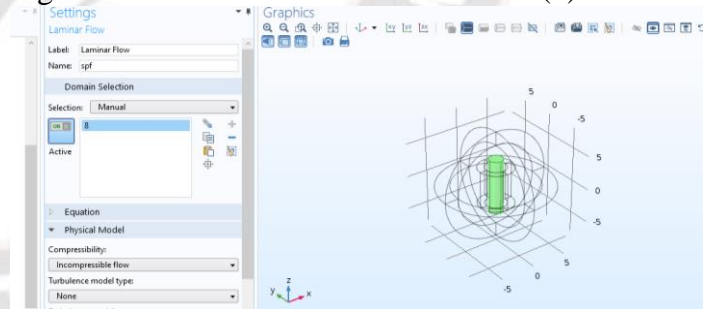 Settings
Graphics
Laminar Flow
Label: Laminar Flow
Name: spf
Domain Selection
Selection: Manual
8
Active
Equation
Physical Model
Compressibility:
Incompressible flow
Turbulence model type:
None
5
0
-5
5
0
-5
5
0
-5
z
y
x